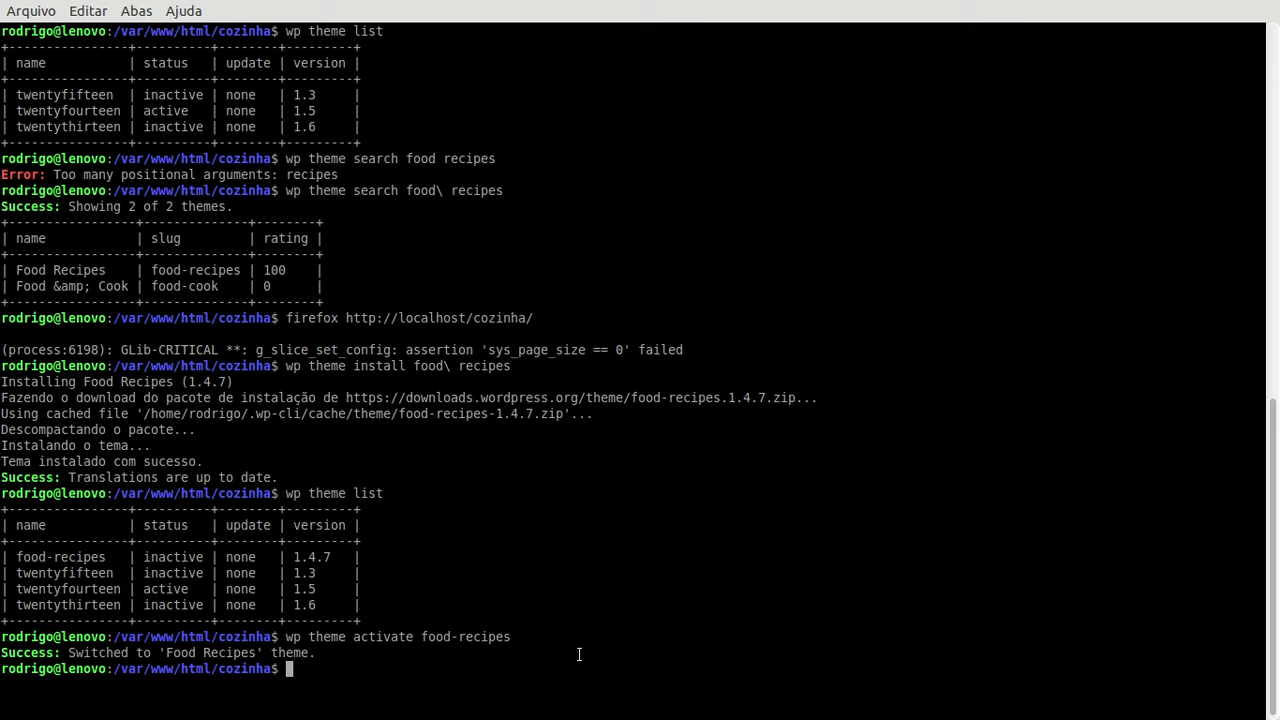 Arquivo Editar Abas Ajuda
rodrigo@lenovo:/var/www/html/cozinha$ wp theme list
+----------------+----------+--------+---------+
| name           | status   | update | version |
+----------------+----------+--------+---------+
| twentyfifteen  | inactive | none   | 1.3     |
| twentyfourteen | active   | none   | 1.5     |
| twentythirteen | inactive | none   | 1.6     |
+----------------+----------+--------+---------+
rodrigo@lenovo:/var/www/html/cozinha$ wp theme search food recipes
Error: Too many positional arguments: recipes
rodrigo@lenovo:/var/www/html/cozinha$ wp theme search food\ recipes
Success: Showing 2 of 2 themes.
+-----------------+--------------+--------+
| name            | slug         | rating |
+-----------------+--------------+--------+
| Food Recipes    | food-recipes | 100    |
| Food &amp; Cook | food-cook    | 0      |
+-----------------+--------------+--------+
rodrigo@lenovo:/var/www/html/cozinha$ firefox http://localhost/cozinha/
(process:6198): GLib-CRITICAL **: g_slice_set_config: assertion 'sys_page_size == 0' failed
rodrigo@lenovo:/var/www/html/cozinha$ wp theme install food\ recipes
Installing Food Recipes (1.4.7)
Fazendo o download do pacote de instalação de https://downloads.wordpress.org/theme/food-recipes.1.4.7.zip...
Using cached file '/home/rodrigo/.wp-cli/cache/theme/food-recipes-1.4.7.zip'...
Descompactando o pacote...
Instalando o tema...
Tema instalado com sucesso.
Success: Translations are up to date.
rodrigo@lenovo:/var/www/html/cozinha$ wp theme list
+----------------+----------+--------+---------+
| name           | status   | update | version |
+----------------+----------+--------+---------+
| food-recipes   | inactive | none   | 1.4.7   |
| twentyfifteen  | inactive | none   | 1.3     |
| twentyfourteen | active   | none   | 1.5     |
| twentythirteen | inactive | none   | 1.6     |
+----------------+----------+--------+---------+
rodrigo@lenovo:/var/www/html/cozinha$ wp theme activate food-recipes
Success: Switched to 'Food Recipes' theme.
rodrigo@lenovo:/var/www/html/cozinha$